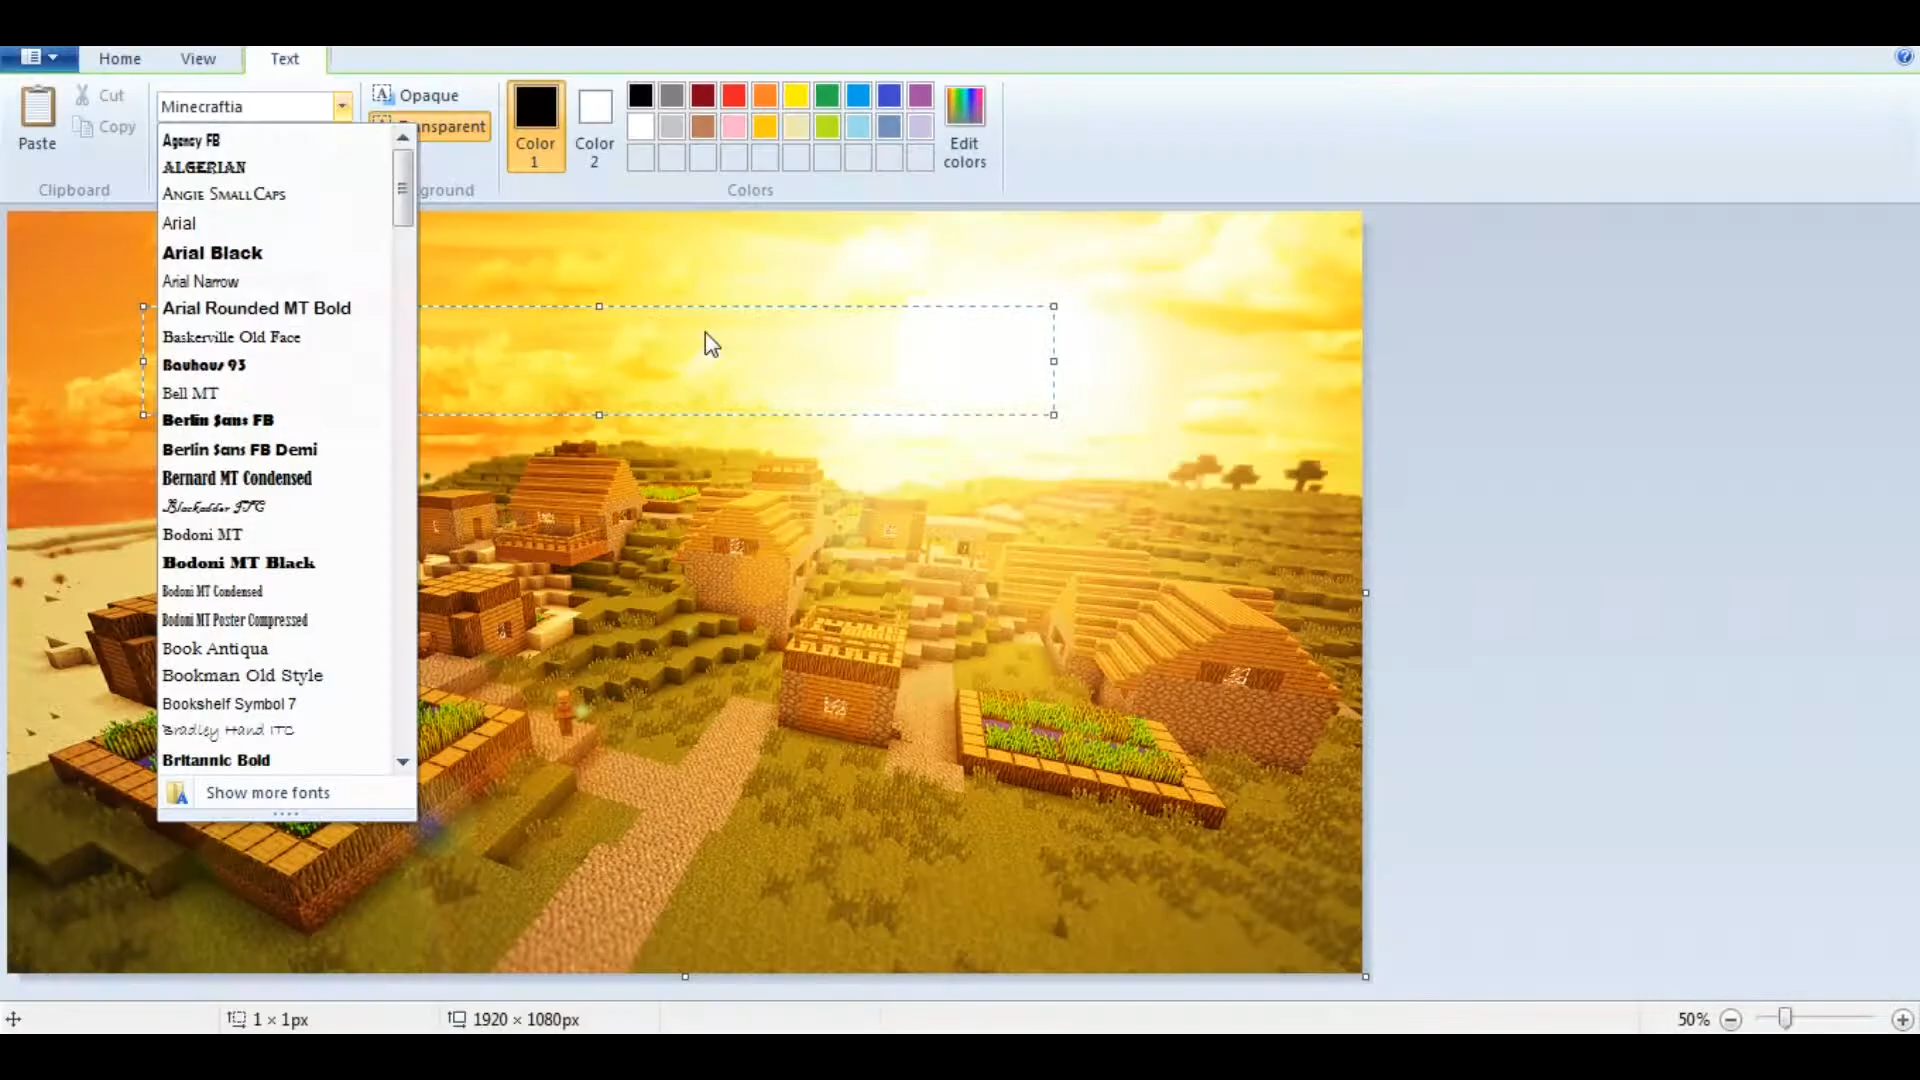 Home View Text
Cut
Copy
Paste
Clipboard
Minecraftia
Opaque
ansparent
ground
Color
1
Color
2
Edit
colors
Colors
Agency FB
ALGERIAN
ANGIE SMALLCAPS
Arial
Arial Black
Arial Narrow
Arial Rounded MT Bold
Baskerville Old Face
Bauhaus 93
Bell MT
Berlin Sans FB
Berlin Sans FB Demi
Bernard MT Condensed
Blackadder ITC
Bodoni MT
Bodoni MT Black
Bodoni MT Condensed
Bodoni MT Poster Compressed
Book Antiqua
Bookman Old Style
Bookshelf Symbol 7
Bradley Hand ITC
Britannic Bold
Show more fonts
1 × 1px
1920 × 1080px
50%